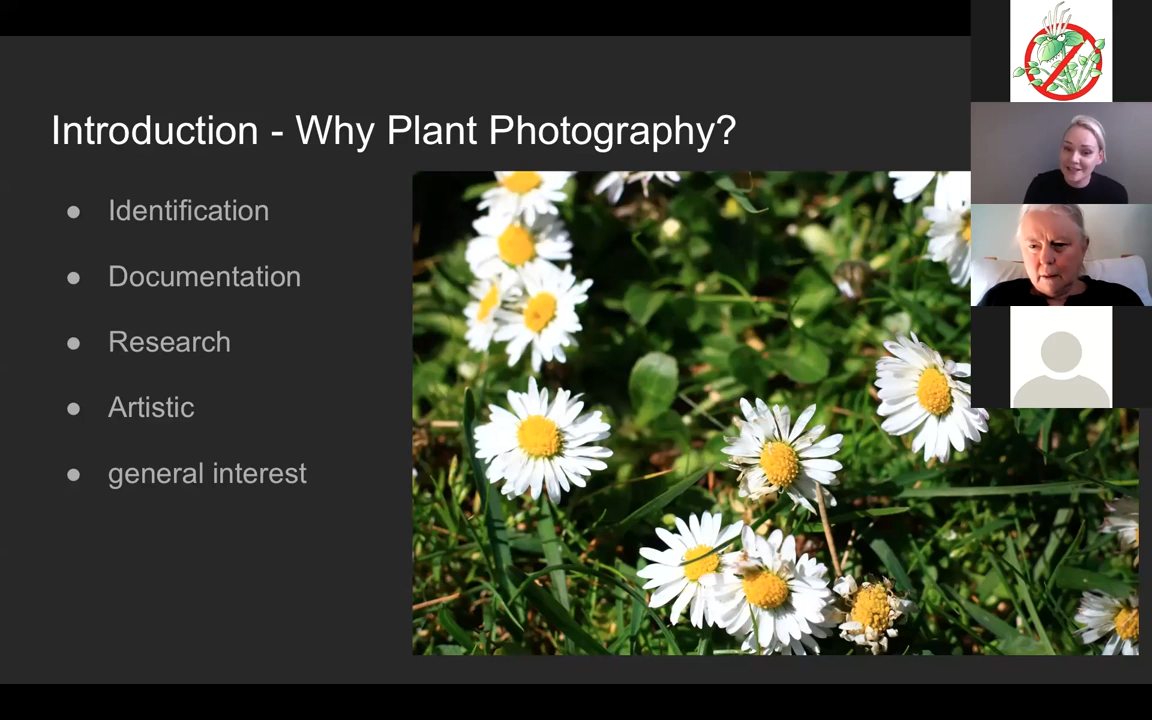 Introduction - Why Plant Photography?
● Identification
● Documentation
● Research
● Artistic
● general interest